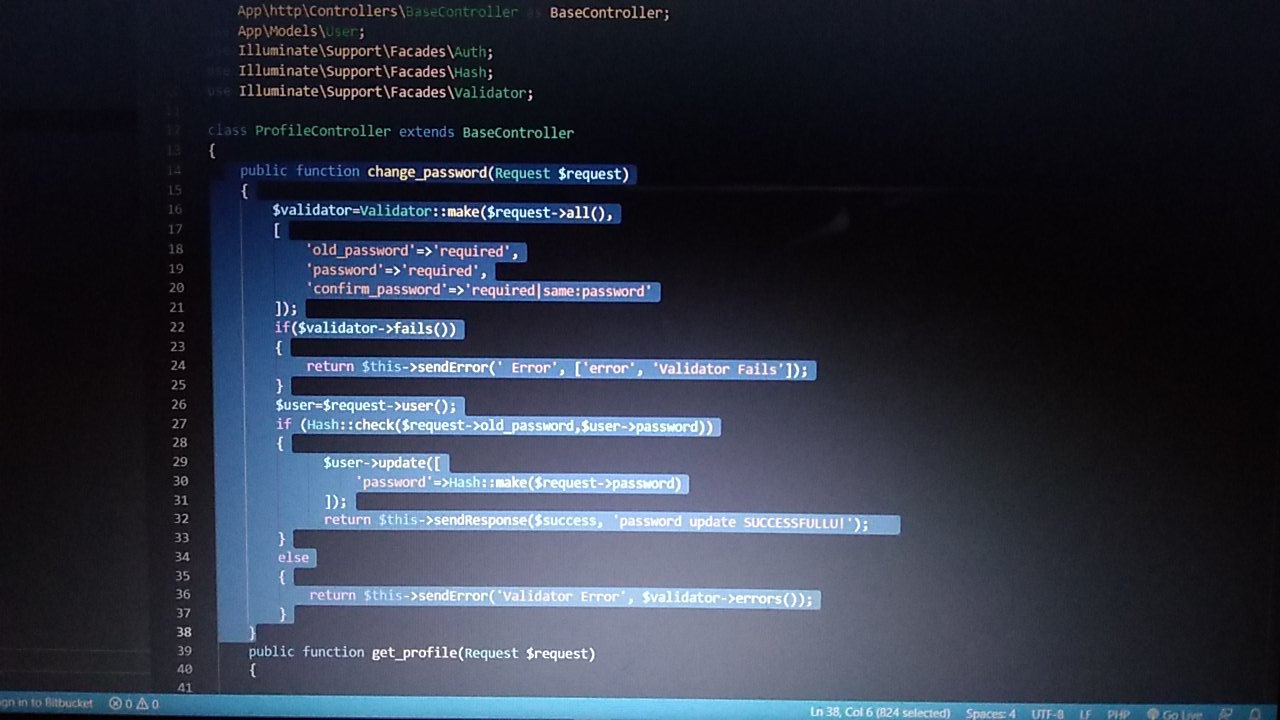 App\http\Controllers\BaseController as BaseController;
App\Models\User;
Illuminate\Support\Facades\Auth;
Illuminate\Support\Facades\Hash;
use Illuminate\Support\Facades\Validator;
11
12 class ProfileController extends BaseController
13 {
14 public function change_password(Request $request)
15 {
16 $validator=Validator::make($request->all(),
17 [
18 'old_password'=>'required',
19 'password'=>'required',
20 'confirm_password'=>'required|same:password'
21 ]);
22 if($validator->fails())
23 {
24 return $this->sendError(' Error', ['error', 'Validator Fails']);
25 }
26 $user=$request->user();
27 if (Hash::check($request->old_password,$user->password))
28 {
29 $user->update([
30 'password'=>Hash::make($request->password)
31 ]);
32 return $this->sendResponse($success, 'password update SUCCESSFULLU!');
33 }
34 else
35 {
36 return $this->sendError('Validator Error', $validator->errors());
37 }
38 }
39 public function get_profile(Request $request)
40 {
41
gn in to Bitbucket 0 0 Ln 38, Col 6 (824 selected) Spaces: 4 UTF-8 LF PHP Go Live